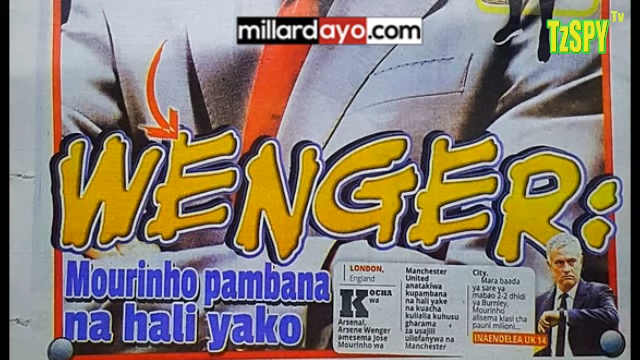 millardayo.com
TzSPY Tv
WENGER:
Mourinho pambana
na hali yako
LONDON,
England
KOCHA
wa
Arsenal,
Arsene Wenger
amesema Jose
Mourinho wa
Manchester
United
anatakiwa
kupambana
na hali yake
na kuacha
kulialia kuhusu
gharama
za usajili
uliofanywa na
Manchester
City.
Mara baada
ya sare ya
mabao 2-2 dhidi
ya Burnley,
Mourinho
alisema kiasi cha
pauni milioni...
INAENDELEA UK 14